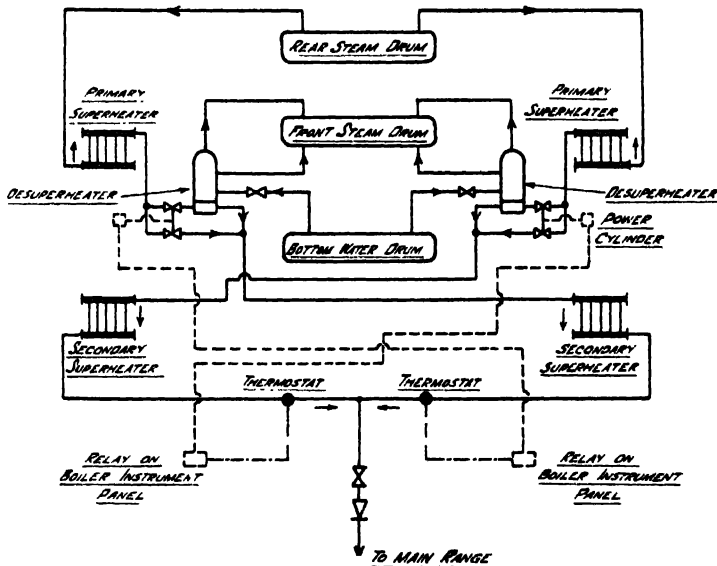 REAR STEAM DRUM
PRIMARY
SUPERHEATER
PRIMARY
SUPERHEATER
FRONT STEAM DRUM
DESUPERHEATER
DESUPERHEATER
POWER
CYLINDER
BOTTOM WATER DRUM
SECONDARY
SUPERHEATER
SECONDARY
SUPERHEATER
THERMOSTAT
THERMOSTAT
RELAY ON
BOILER INSTRUMENT
PANEL
RELAY ON
BOILER INSTRUMENT
PANEL
TO MAIN RANGE